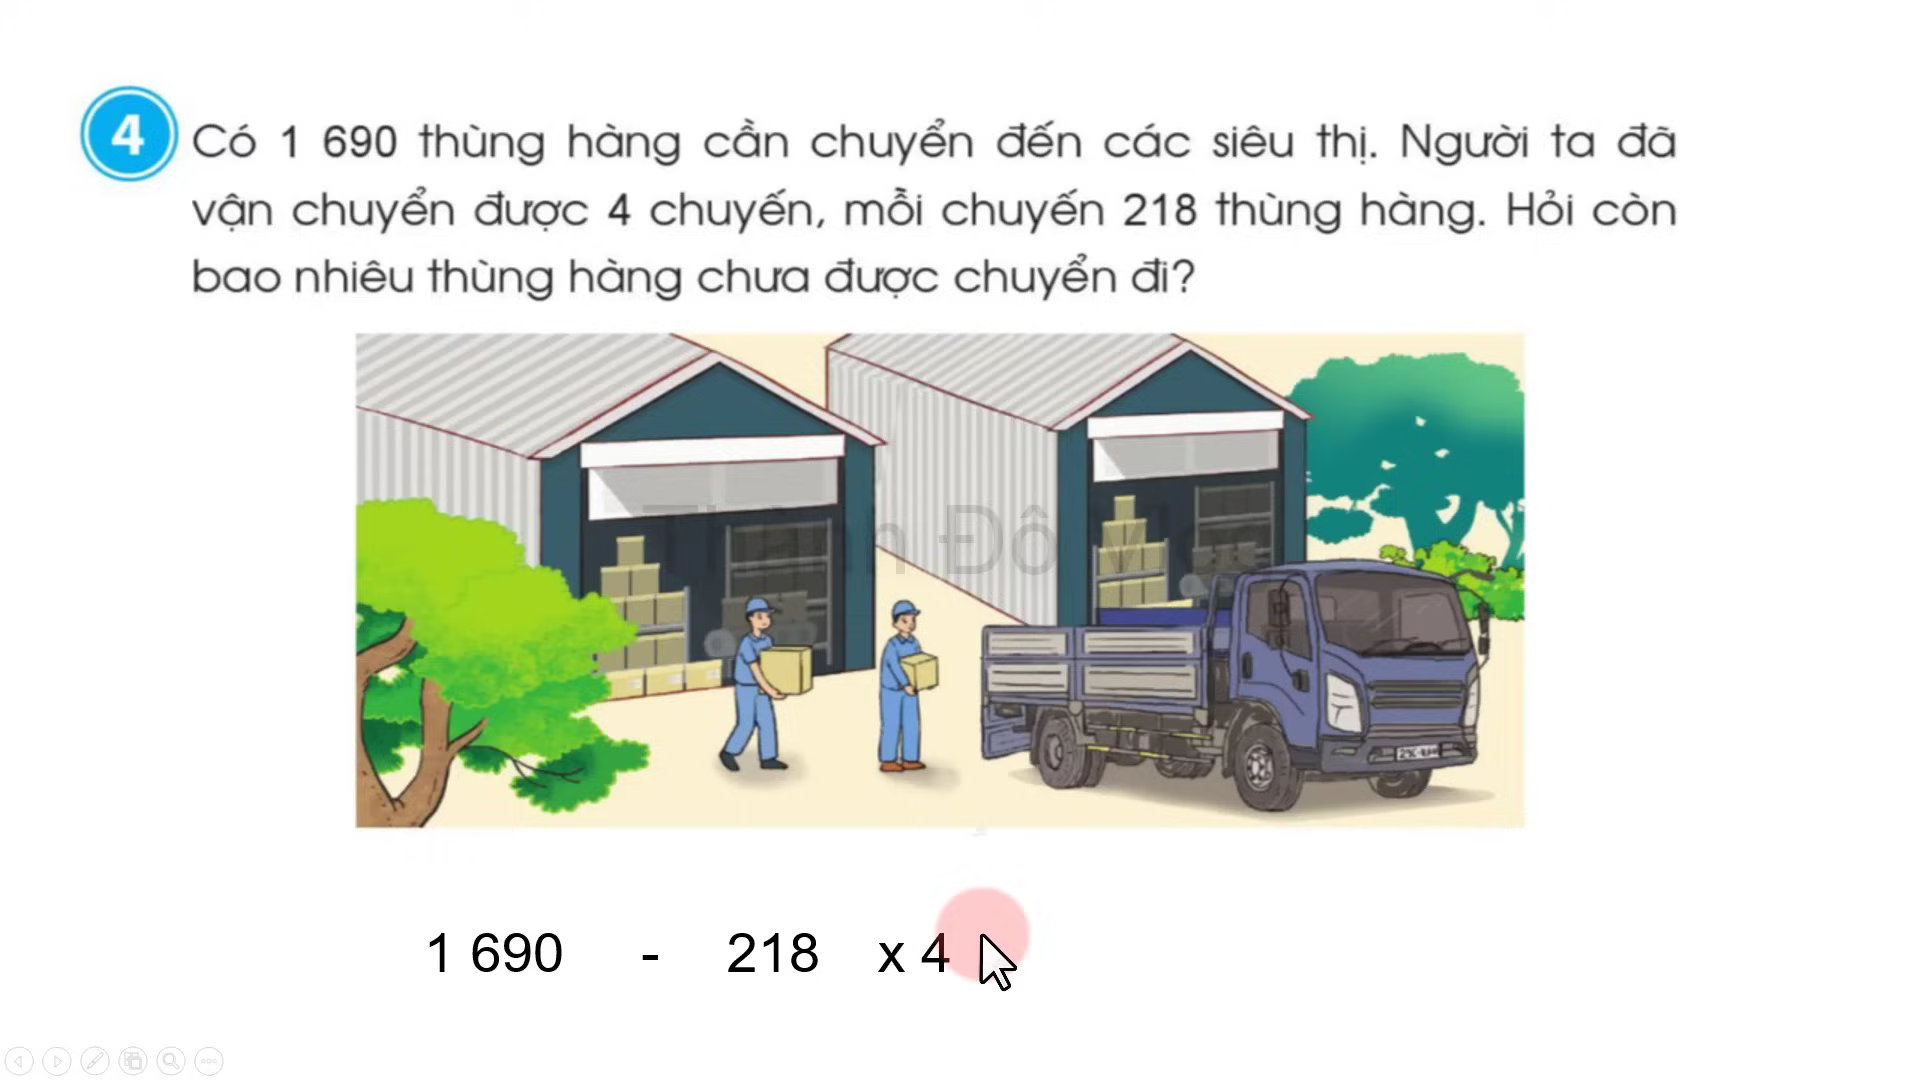 4
Có 1 690 thùng hàng cần chuyển đến các siêu thị. Người ta đã
vận chuyển được 4 chuyến, mỗi chuyến 218 thùng hàng. Hỏi còn
bao nhiêu thùng hàng chưa được chuyển đi?
Thành Đô
1 690 - 218 x 4